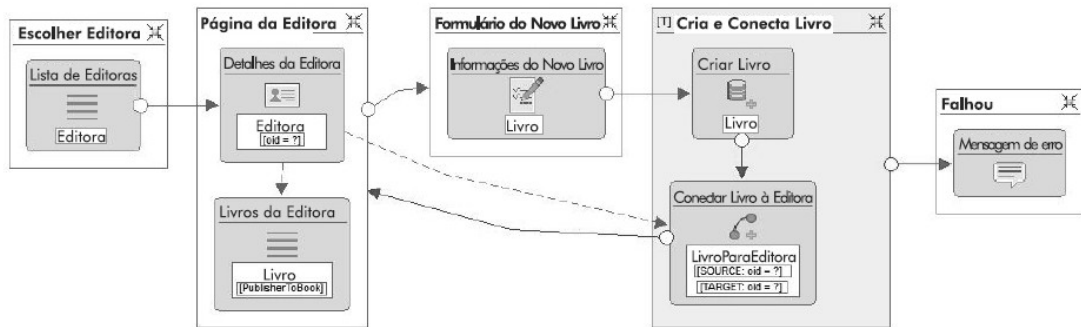 Escolher Editora
Lista de Editoras
Editora
Página da Editora
Detalhes da Editora
Editora
[[oid = ?]]
Livros da Editora
Livro
[[PublisherToBook]]
Formulário do Novo Livro
Informações do Novo Livro
Livro
[T] Cria e Conecta Livro
Criar Livro
Livro
Conectar Livro à Editora
LivroParaEditora
[[SOURCE: oid = ?]]
[[TARGET: oid = ?]]
Falhou
Mensagem de erro